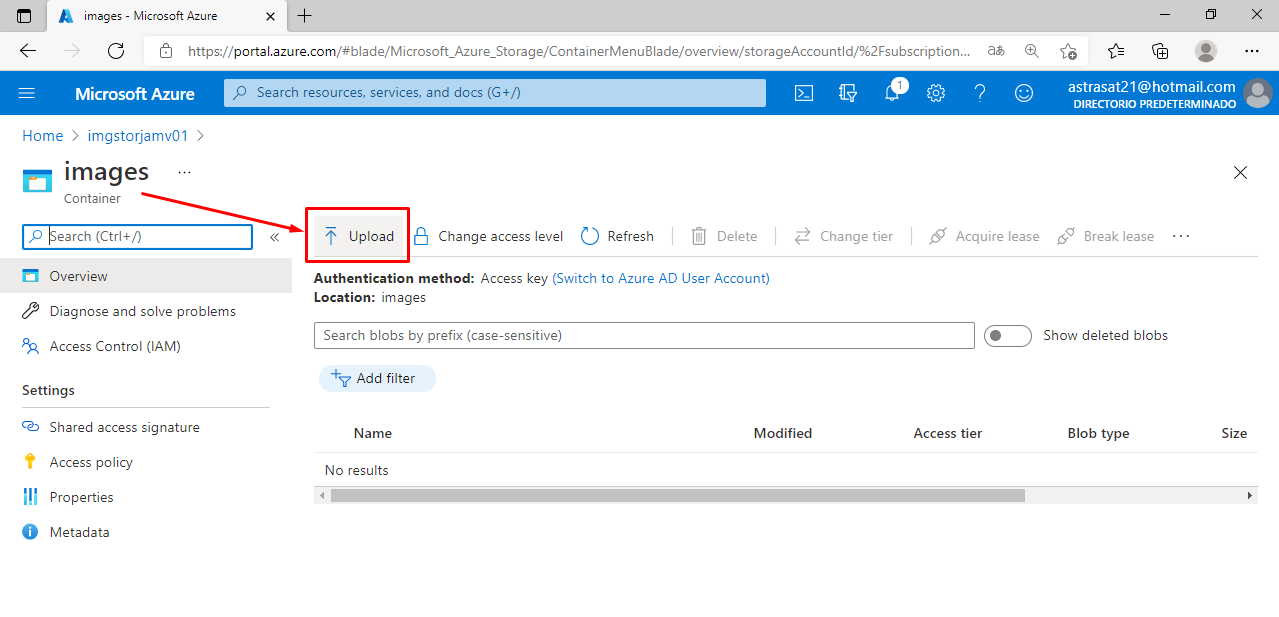 images - Microsoft Azure
https://portal.azure.com/#blade/Microsoft_Azure_Storage/ContainerMenuBlade/overview/storageAccountId/%2Fsubscription...
aあ
Microsoft Azure
Search resources, services, and docs (G+/)
1
astrasat21@hotmail.com
DIRECTORIO PREDETERMINADO
Home > imgstorjamv01 >
images ...
Container
Search (Ctrl+/)
«
Upload
Change access level
Refresh
Delete
Change tier
Acquire lease
Break lease
...
Overview
Diagnose and solve problems
Access Control (IAM)
Settings
Shared access signature
Access policy
Properties
Metadata
Authentication method: Access key (Switch to Azure AD User Account)
Location: images
Search blobs by prefix (case-sensitive)
Show deleted blobs
Add filter
Name Modified Access tier Blob type Size
No results